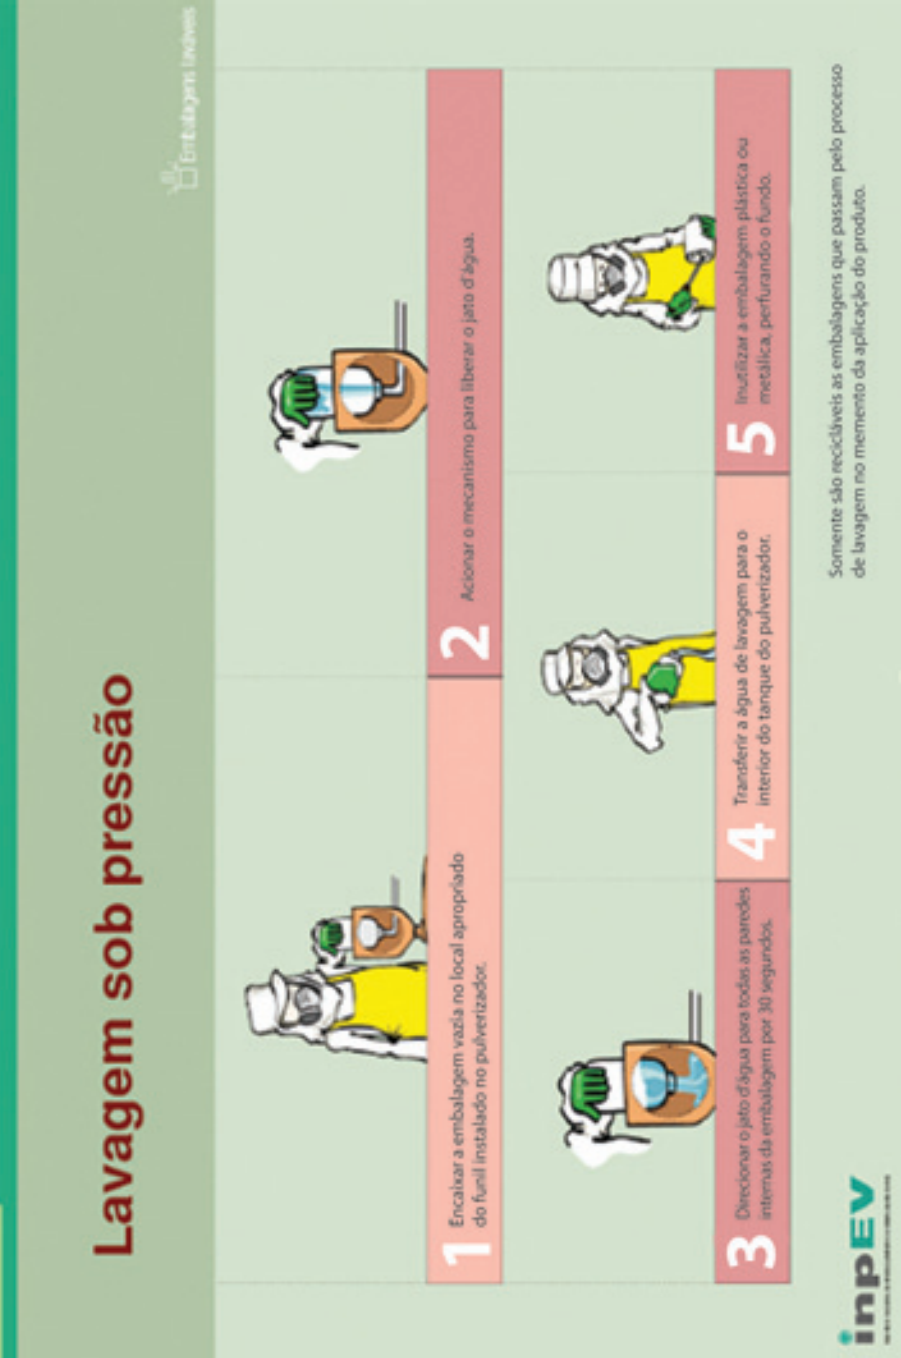 Lavagem sob pressão
Embalagens laváveis
1
Encaixar a embalagem vazia no local apropriado
do funil instalado no pulverizador.
2
Acionar o mecanismo para liberar o jato d'água.
3
Direcionar o jato d'água para todas as paredes
internas da embalagem por 30 segundos.
4
Transferir a água de lavagem para o
interior do tanque do pulverizador.
5
Inutilizar a embalagem plástica ou
metálica, perfurando o fundo.
Somente são recicláveis as embalagens que passam pelo processo
de lavagem no memento da aplicação do produto.
inpEV